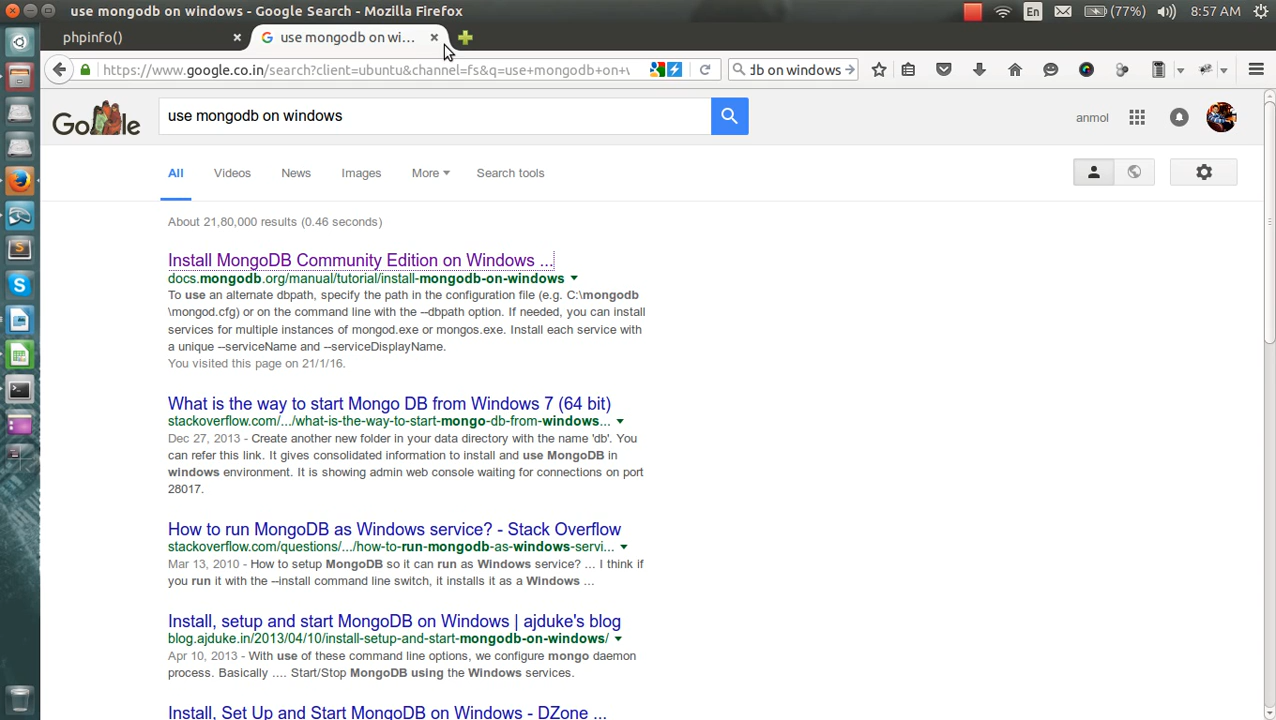 use mongodb on windows - Google Search - Mozilla Firefox
En
(77%)
8:57 AM
phpinfo()
use mongodb on wi...
https://www.google.co.in/search?client=ubuntu&channel=fs&q=use+mongodb+on+
db on windows
use mongodb on windows
anmol
All
Videos
News
Images
More
Search tools
About 21,80,000 results (0.46 seconds)
Install MongoDB Community Edition on Windows ...
docs.mongodb.org/manual/tutorial/install-mongodb-on-windows
To use an alternate dbpath, specify the path in the configuration file (e.g. C:\mongodb
\mongod.cfg) or on the command line with the --dbpath option. If needed, you can install
services for multiple instances of mongod.exe or mongos.exe. Install each service with
a unique --serviceName and --serviceDisplayName.
You visited this page on 21/1/16.
What is the way to start Mongo DB from Windows 7 (64 bit)
stackoverflow.com/.../what-is-the-way-to-start-mongo-db-from-windows...
Dec 27, 2013 - Create another new folder in your data directory with the name 'db'. You
can refer this link. It gives consolidated information to install and use MongoDB in
windows environment. It is showing admin web console waiting for connections on port
28017.
How to run MongoDB as Windows service? - Stack Overflow
stackoverflow.com/questions/.../how-to-run-mongodb-as-windows-servi...
Mar 13, 2010 - How to setup MongoDB so it can run as Windows service? ... I think if
you run it with the --install command line switch, it installs it as a Windows ...
Install, setup and start MongoDB on Windows | ajduke's blog
blog.ajduke.in/2013/04/10/install-setup-and-start-mongodb-on-windows/
Apr 10, 2013 - With use of these command line options, we configure mongo daemon
process. Basically .... Start/Stop MongoDB using the Windows services.
Install, Set Up and Start MongoDB on Windows - DZone ...